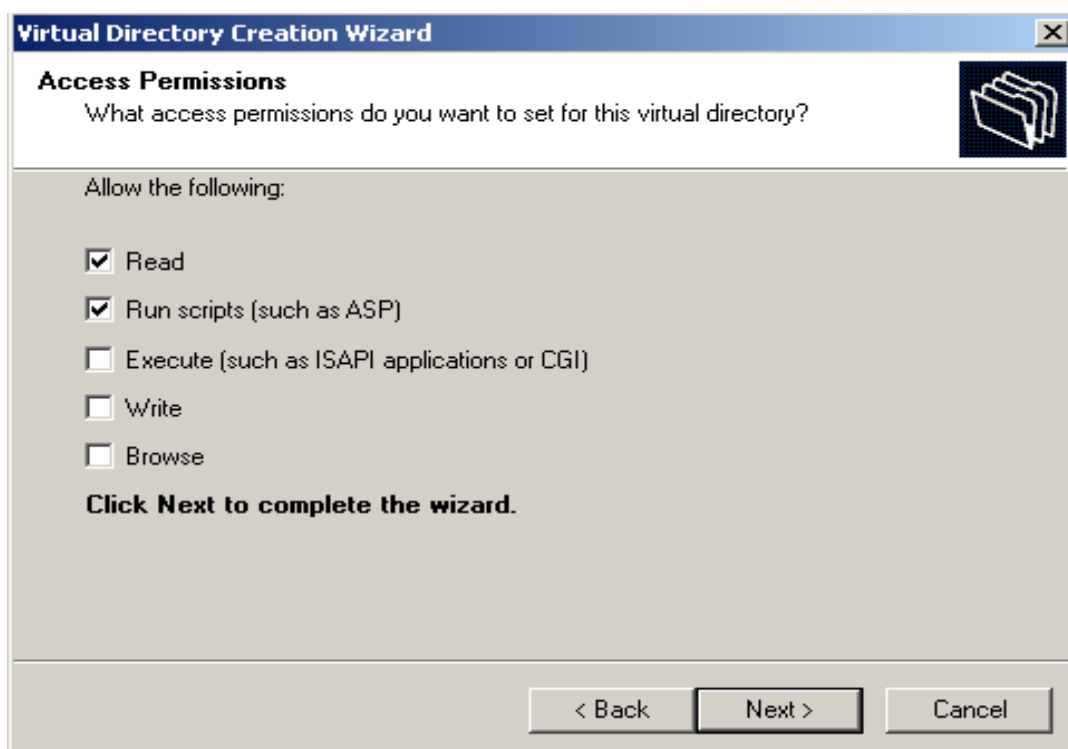 Virtual Directory Creation Wizard
Access Permissions
What access permissions do you want to set for this virtual directory?
Allow the following:
Read
Run scripts (such as ASP)
Execute (such as ISAPI applications or CGI)
Write
Browse
Click Next to complete the wizard.
< Back Next > Cancel